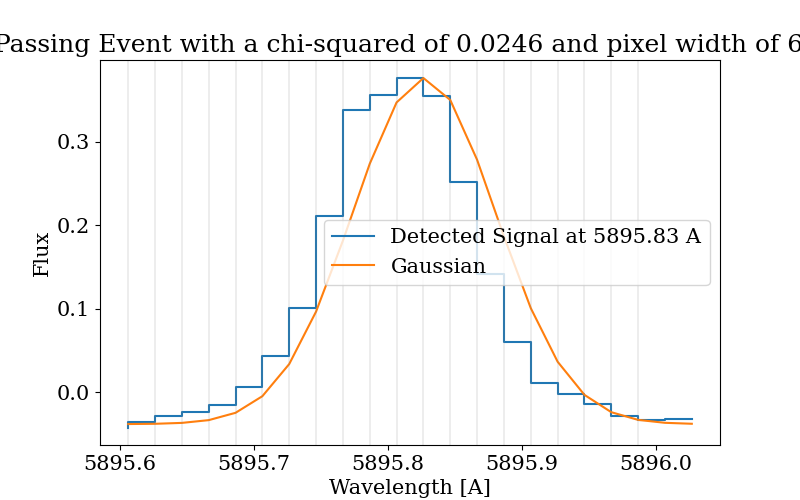 Passing Event with a chi-squared of 0.0246 and pixel width of 6
Flux
0.3
0.2
0.1
0.0
Detected Signal at 5895.83 A
Gaussian
5895.6 5895.7 5895.8 5895.9 5896.0
Wavelength [A]